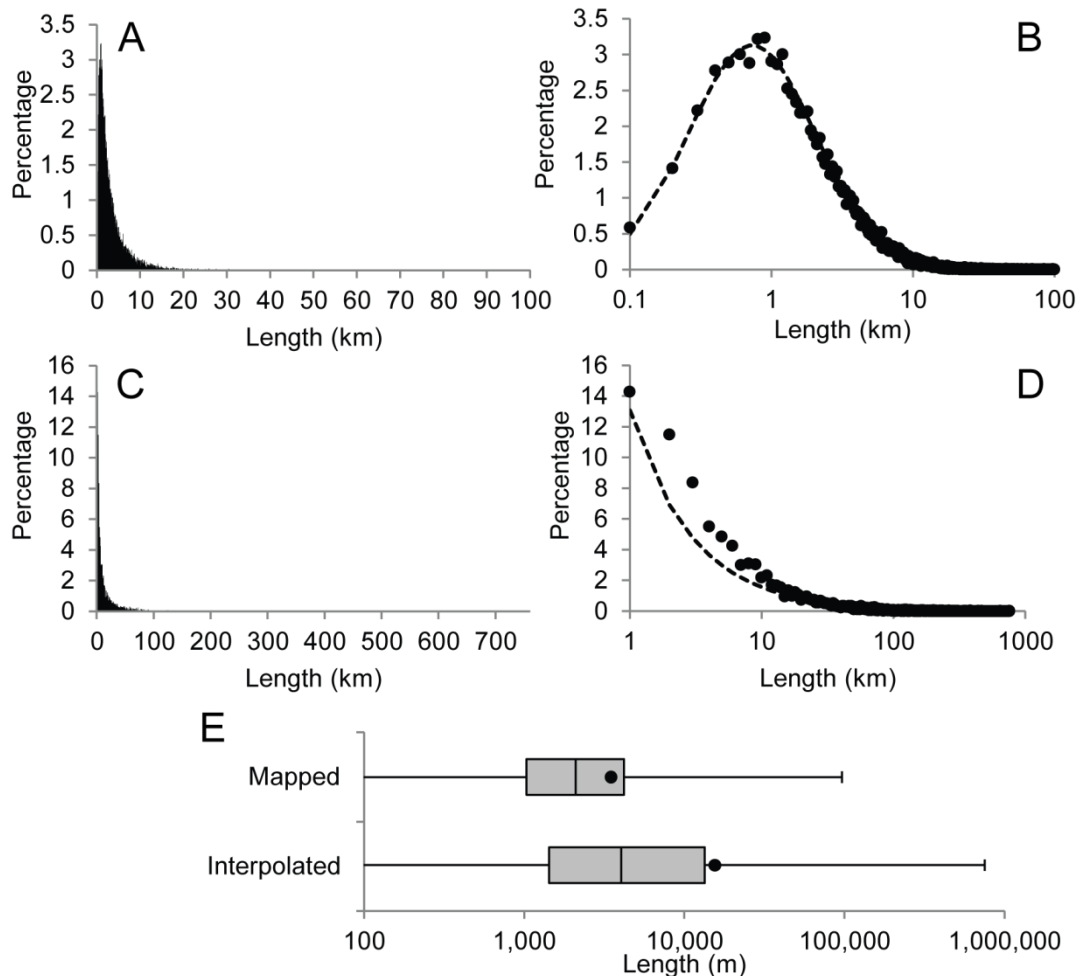 A
3.5
3
2.5
2
1.5
1
0.5
0
Percentage
0 10 20 30 40 50 60 70 80 90 100
Length (km)
B
3.5
3
2.5
2
1.5
1
0.5
0
Percentage
0.1 1 10 100
Length (km)
C
16
14
12
10
8
6
4
2
0
Percentage
0 100 200 300 400 500 600 700
Length (km)
D
16
14
12
10
8
6
4
2
0
Percentage
1 10 100 1000
Length (km)
E
Mapped
Interpolated
100 1,000 10,000 100,000 1,000,000
Length (m)